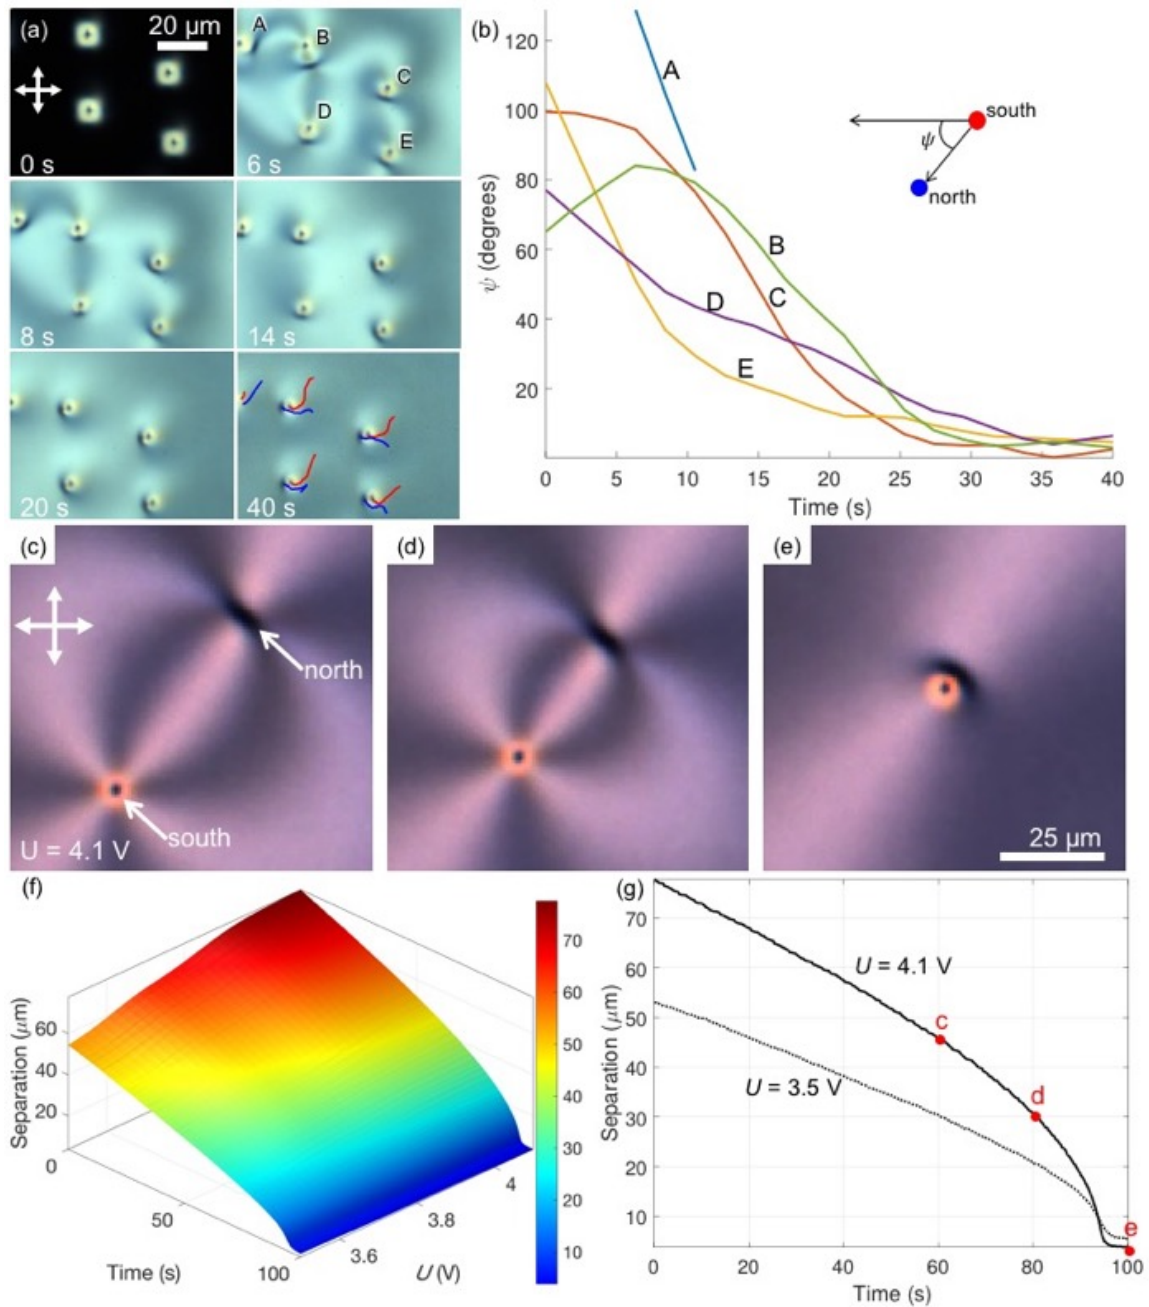 (a)
20 μm
0 s
A
B
C
D
E
6 s
8 s
14 s
20 s
40 s
(b)
120
100
80
60
40
20
ψ (degrees)
0 5 10 15 20 25 30 35 40
Time (s)
A
B
C
D
E
south
ψ
north
(c)
north
south
U = 4.1 V
(d)
(e)
25 μm
(f)
Separation (μm)
60
40
20
0
50
100
Time (s)
3.6
3.8
4
U (V)
70
60
50
40
30
20
10
(g)
Separation (μm)
70
60
50
40
30
20
10
U = 4.1 V
U = 3.5 V
c
d
e
0 20 40 60 80 100
Time (s)